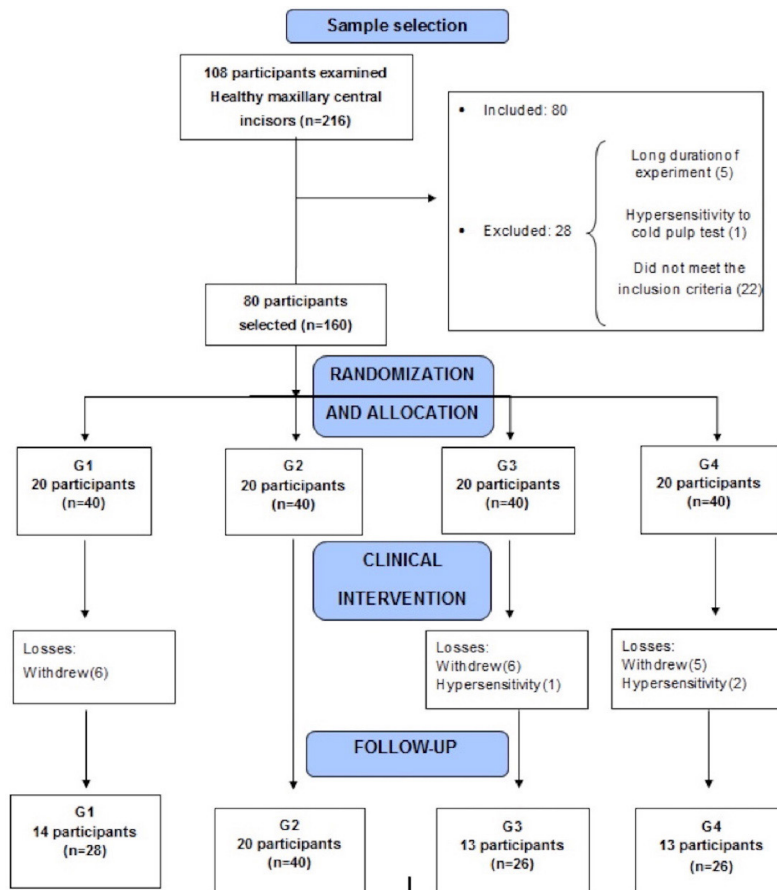 Sample selection
108 participants examined
Healthy maxillary central
incisors (n=216)
• Included: 80
Long duration of
experiment (5)
• Excluded: 28
Hypersensitivity to
cold pulp test (1)
Did not meet the
inclusion criteria (22)
80 participants
selected (n=160)
RANDOMIZATION
AND ALLOCATION
G1
20 participants
(n=40)
G2
20 participants
(n=40)
G3
20 participants
(n=40)
G4
20 participants
(n=40)
CLINICAL
INTERVENTION
Losses:
Withdrew(6)
Losses:
Withdrew(6)
Hypersensitivity(1)
Losses:
Withdrew(5)
Hypersensitivity(2)
FOLLOW-UP
G1
14 participants
(n=28)
G2
20 participants
(n=40)
G3
13 participants
(n=26)
G4
13 participants
(n=26)